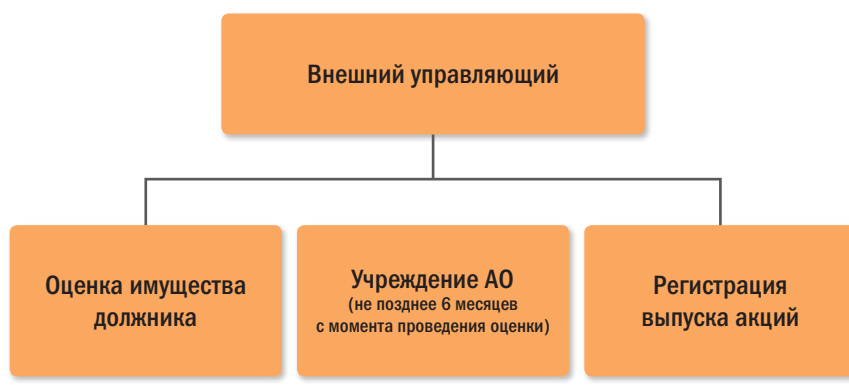 Внешний управляющий
Оценка имущества
должника
Учреждение АО
(не позднее 6 месяцев
с момента проведения оценки)
Регистрация
выпуска акций